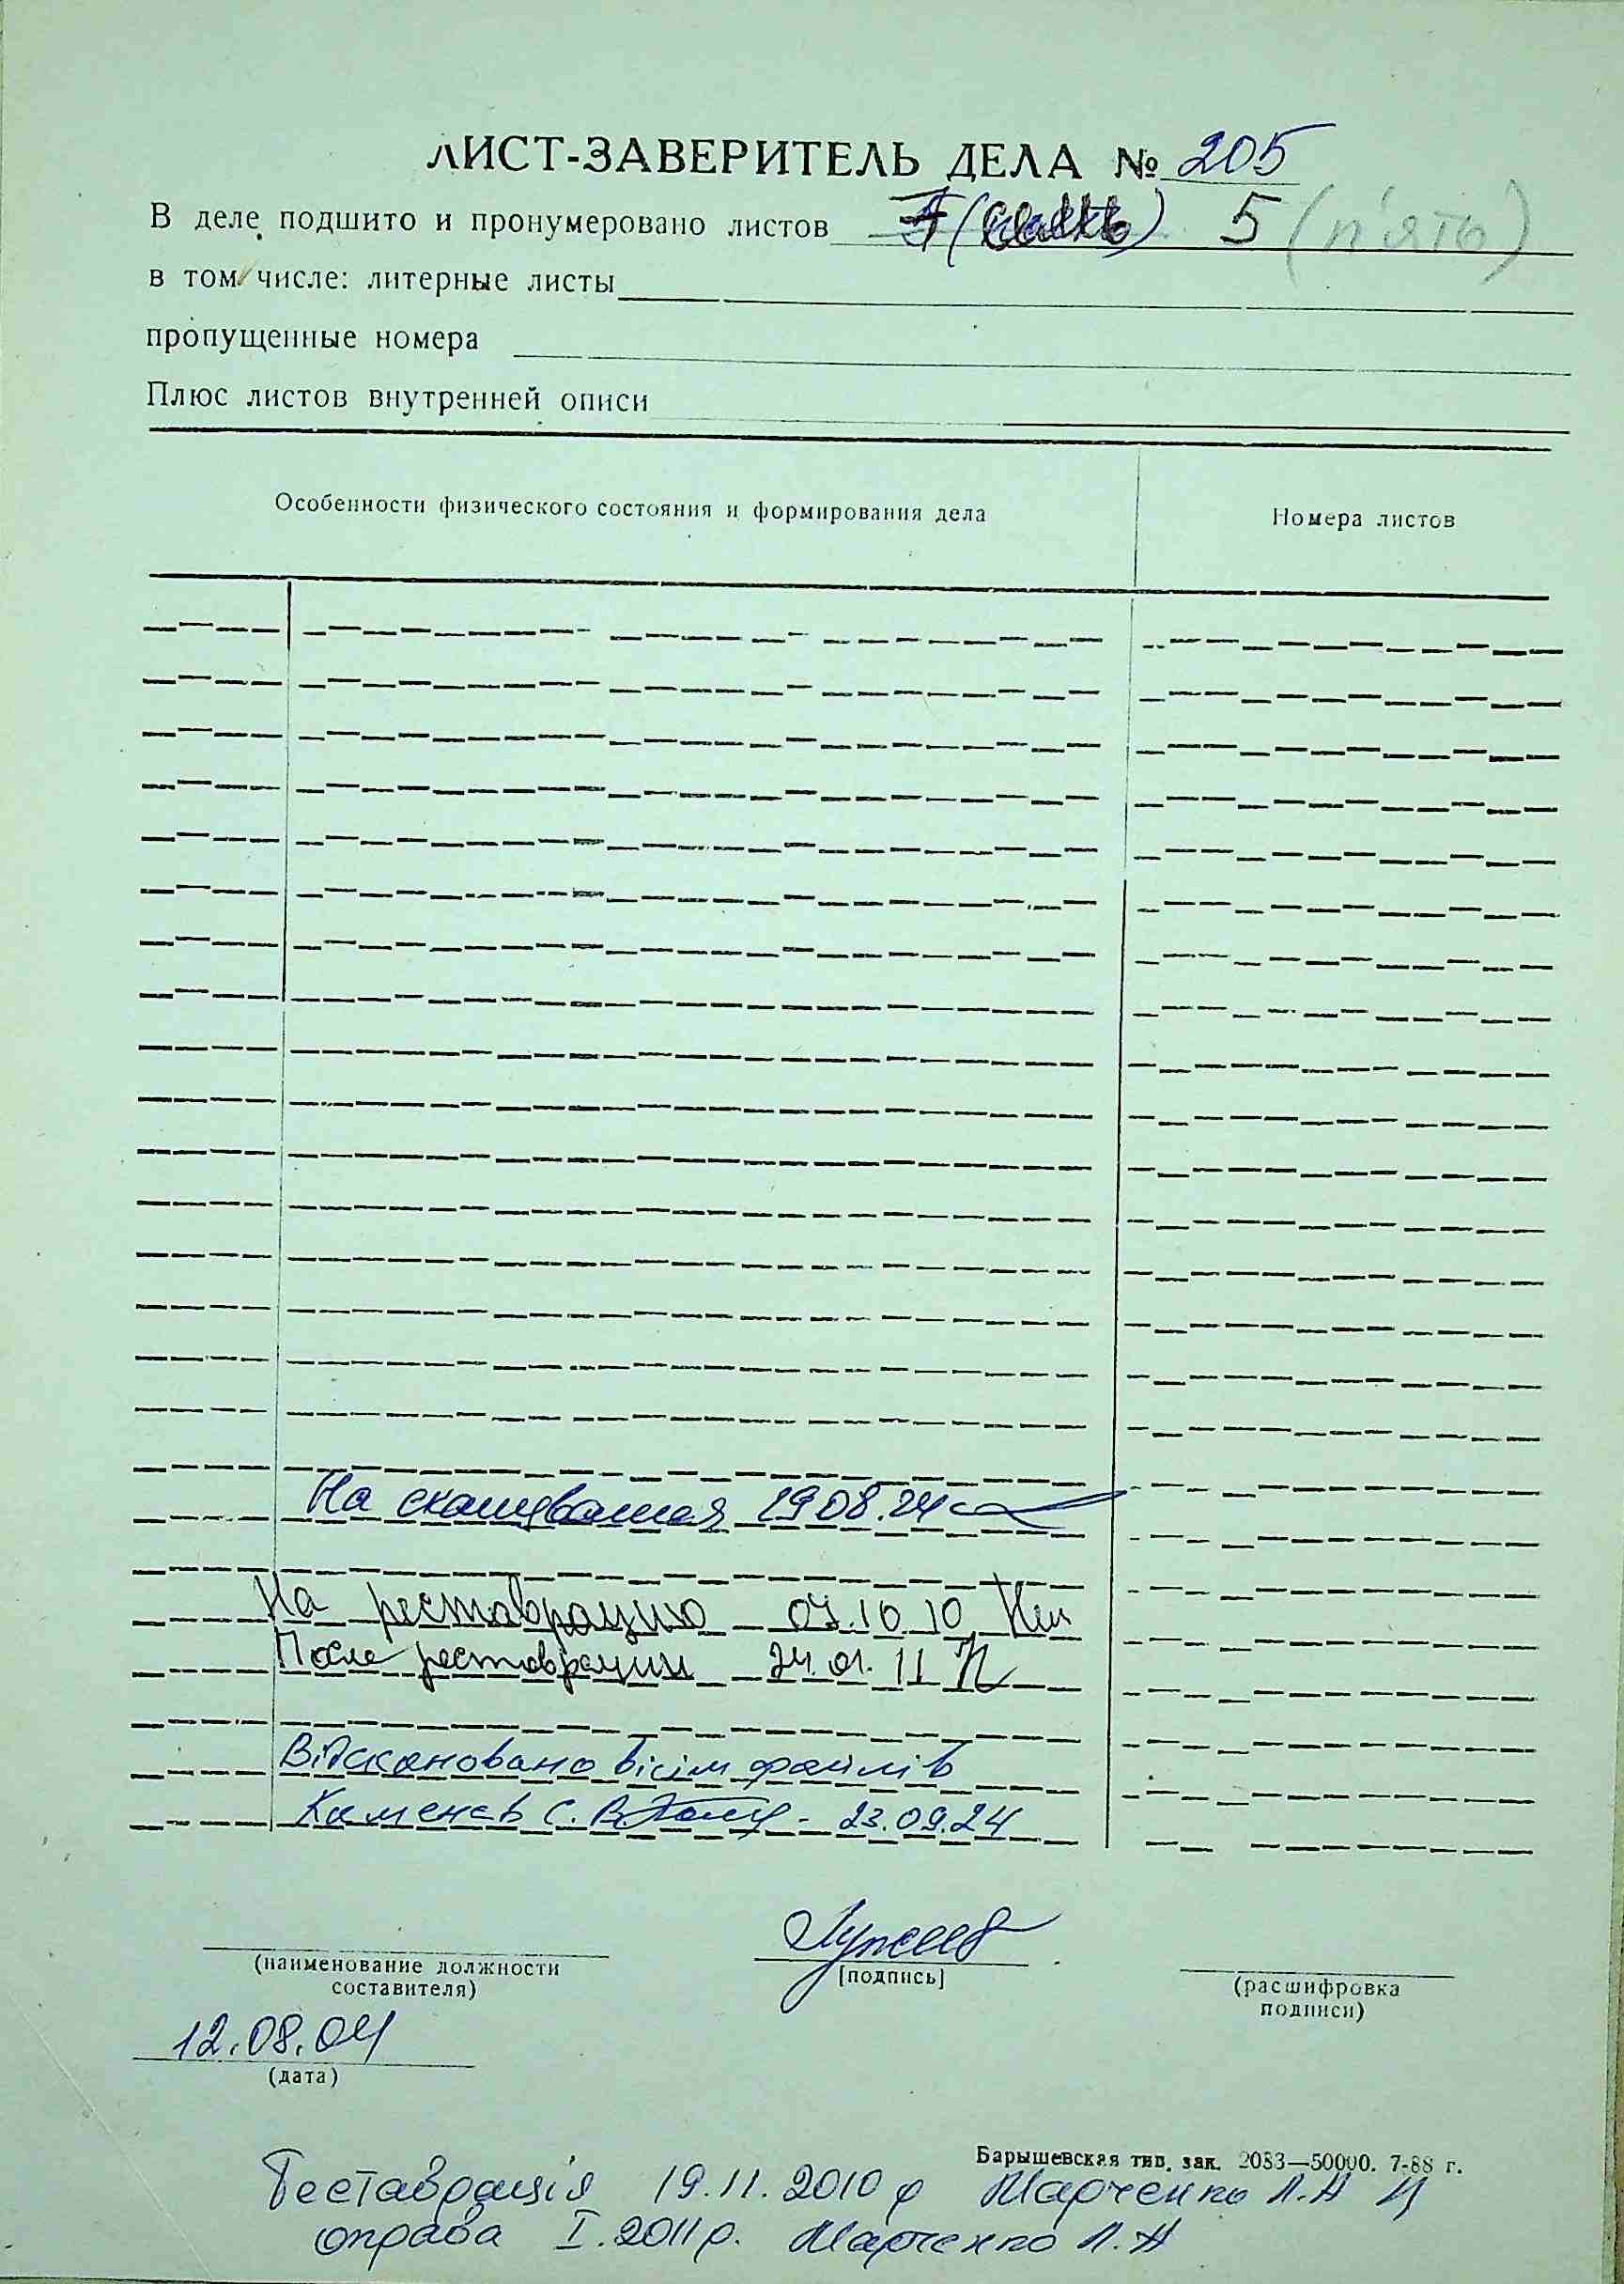 ЛИСТ-ЗАВЕРИТЕЛЬ ДЕЛА № 205
В деле подшито и пронумеровано листов 7 (семь) 5 (п'ять)
в том числе: литерные листы
пропущенные номера
Плюс листов внутренней описи
Особенности физического состояния и формирования дела
Номера листов
На сканування 19.08.24
На реставрацию 07.10.10
После реставрации 24.01.11
Відскановано вісім файлів
Каменєв С. В. - 23.09.24
(наименование должности
составителя)
[подпись]
(расшифровка
подписи)
12.08.04
(дата)
Барышевская тип. зак. 2083—50000. 7-88 г.
Реставрація 19.11.2010 р Марченко Л.А
оправа I.2011 р. Марченко Л.А